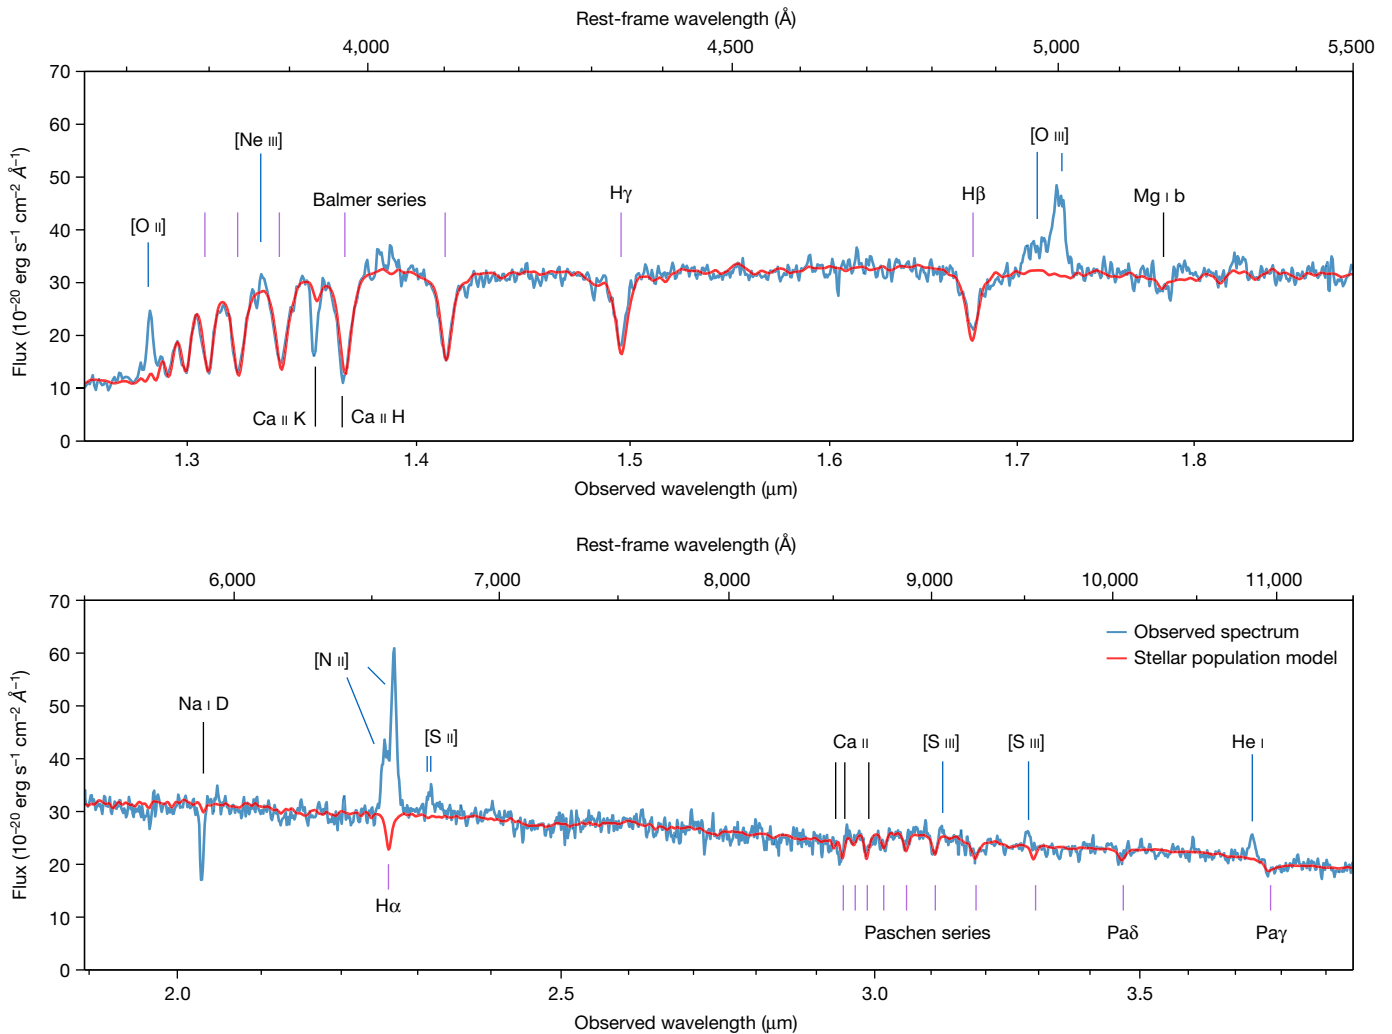 Rest-frame wavelength (Å)
4,000 4,500 5,000 5,500
70
60
50
40
30
20
10
0
Flux (10⁻²⁰ erg s⁻¹ cm⁻² Å⁻¹)
[O II]
[Ne III]
Balmer series
Hγ
Hβ
[O III]
Mg I b
Ca II K
Ca II H
1.3 1.4 1.5 1.6 1.7 1.8
Observed wavelength (μm)
Rest-frame wavelength (Å)
6,000 7,000 8,000 9,000 10,000 11,000
70
60
50
40
30
20
10
0
Flux (10⁻²⁰ erg s⁻¹ cm⁻² Å⁻¹)
Observed spectrum
Stellar population model
Na I D
[N II]
[S II]
Ca II
[S III]
[S III]
He I
Hα
Paschen series
Paδ
Paγ
2.0 2.5 3.0 3.5
Observed wavelength (μm)